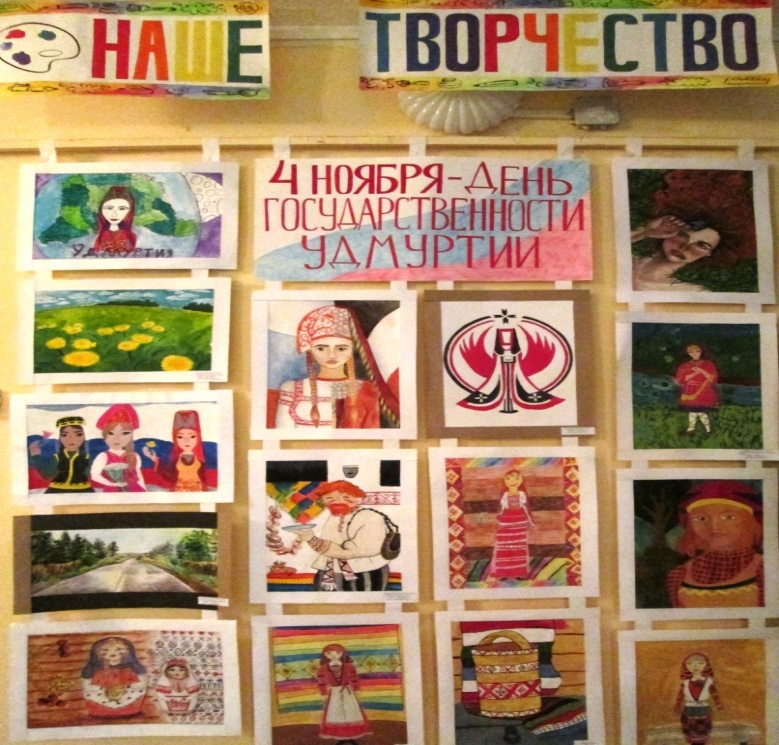 НАШЕ ТВОРЧЕСТВО
4 НОЯБРЯ-ДЕНЬ
ГОСУДАРСТВЕННОСТИ
УДМУРТИИ
УДМУРТИЯ